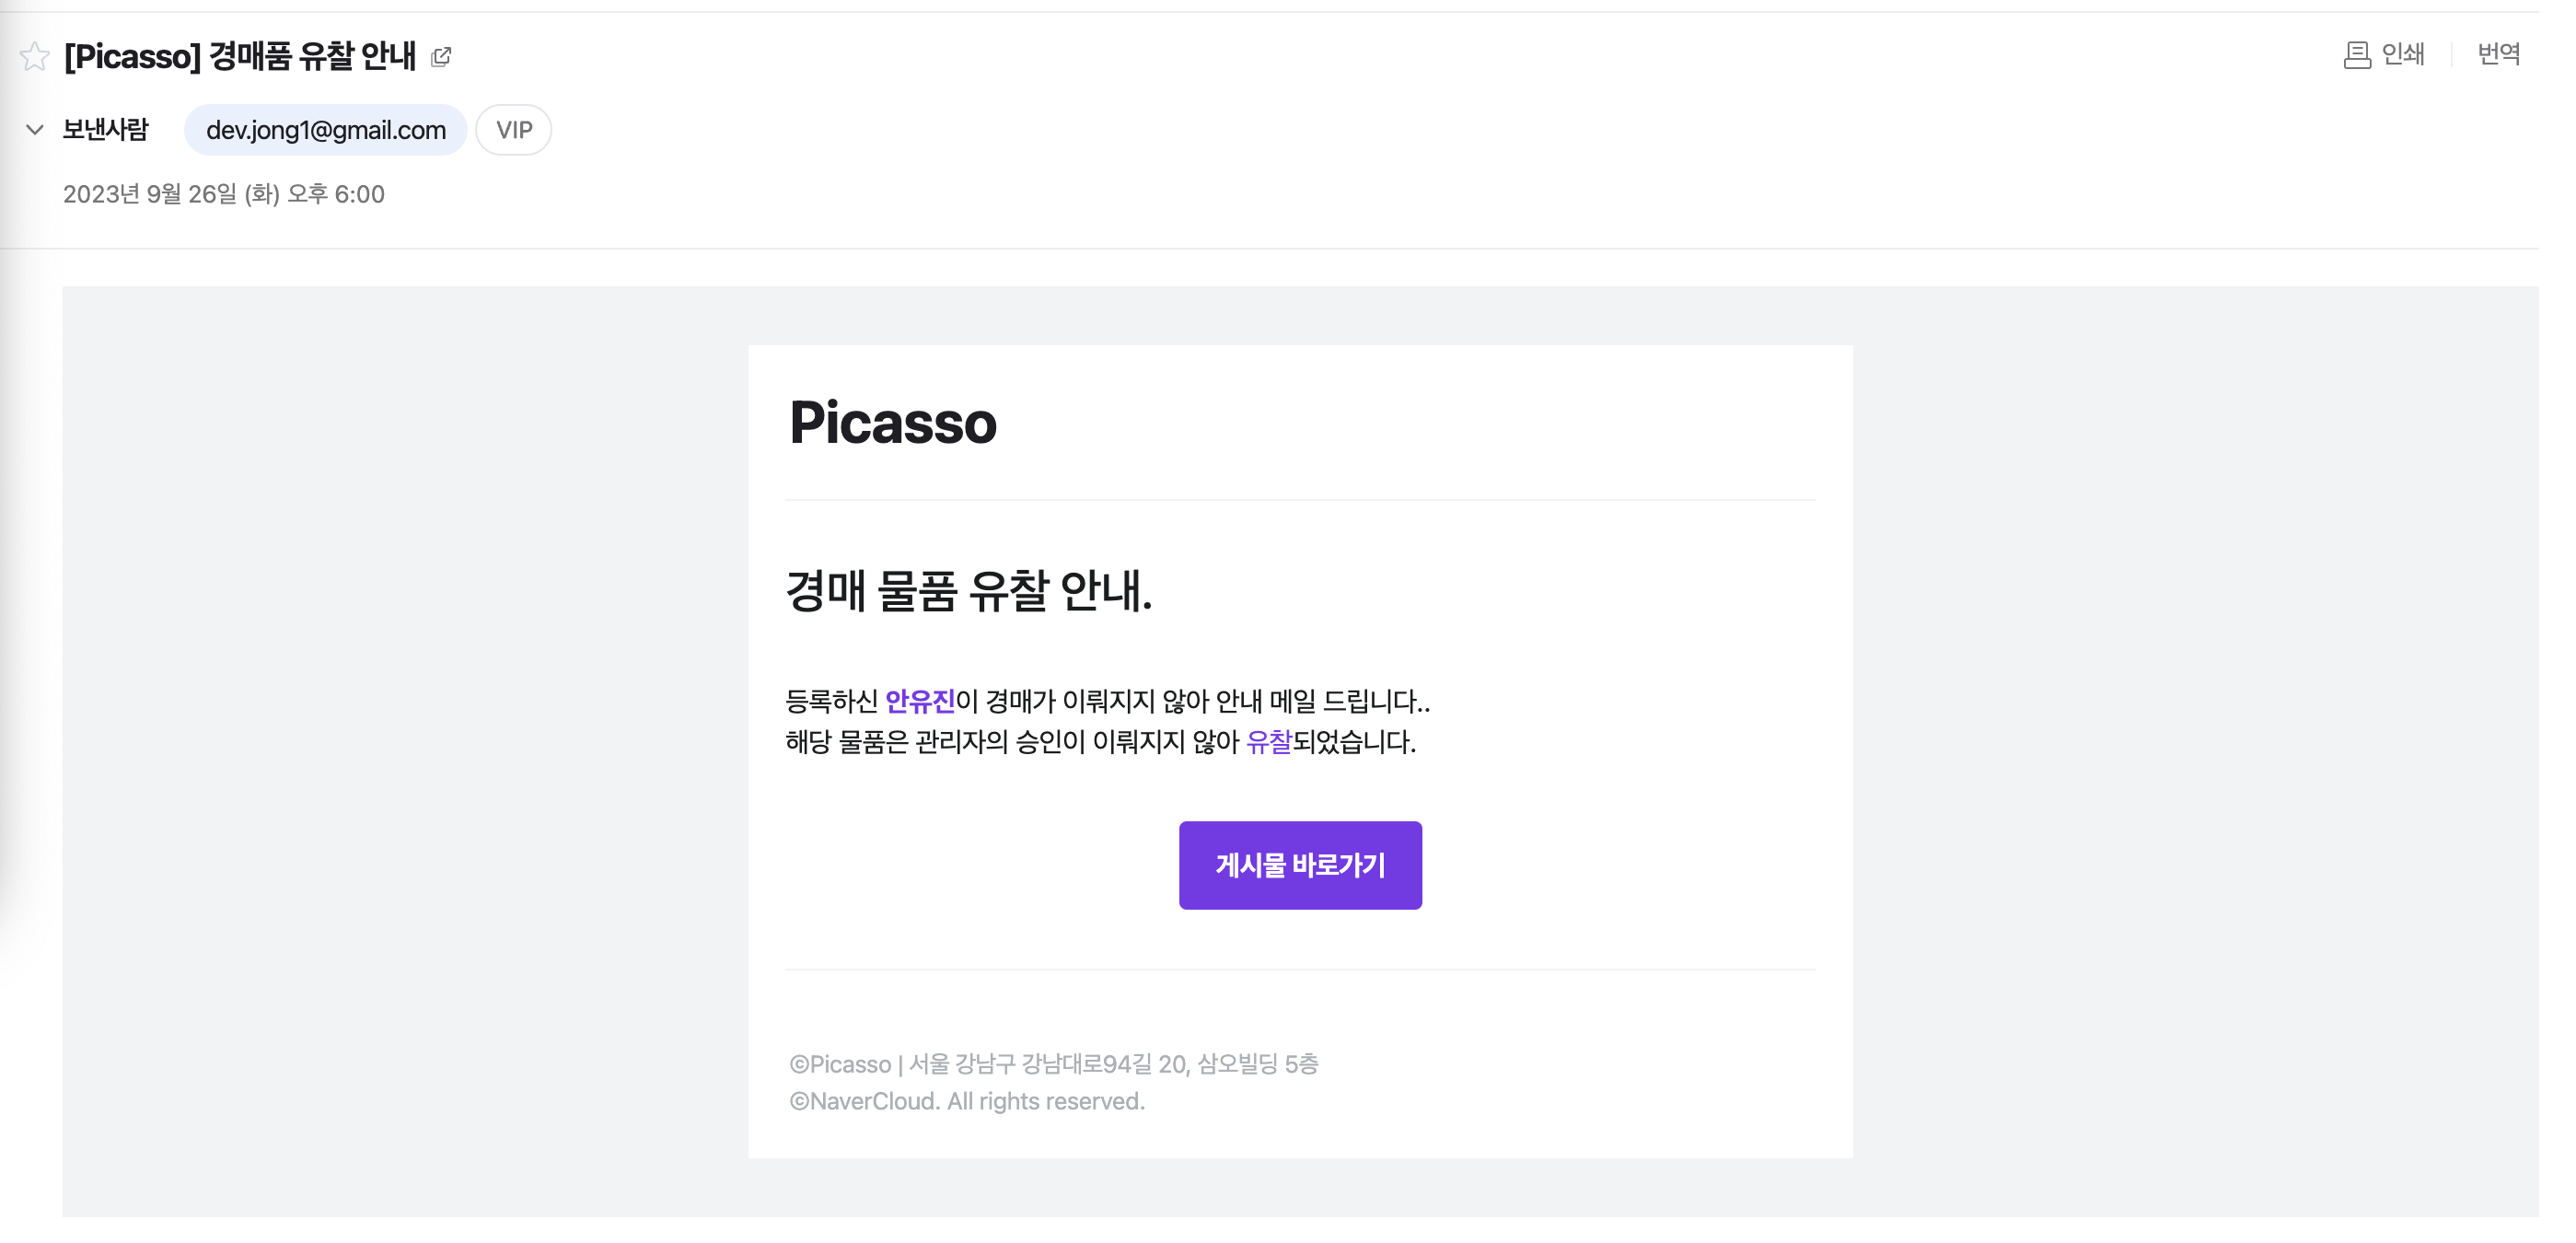 [Picasso] 경매품 유찰 안내
인쇄
번역
보낸사람 dev.jong1@gmail.com VIP
2023년 9월 26일 (화) 오후 6:00
Picasso
경매 물품 유찰 안내.
등록하신 안유진이 경매가 이뤄지지 않아 안내 메일 드립니다..
해당 물품은 관리자의 승인이 이뤄지지 않아 유찰되었습니다.
게시물 바로가기
©Picasso | 서울 강남구 강남대로94길 20, 삼오빌딩 5층
©NaverCloud. All rights reserved.